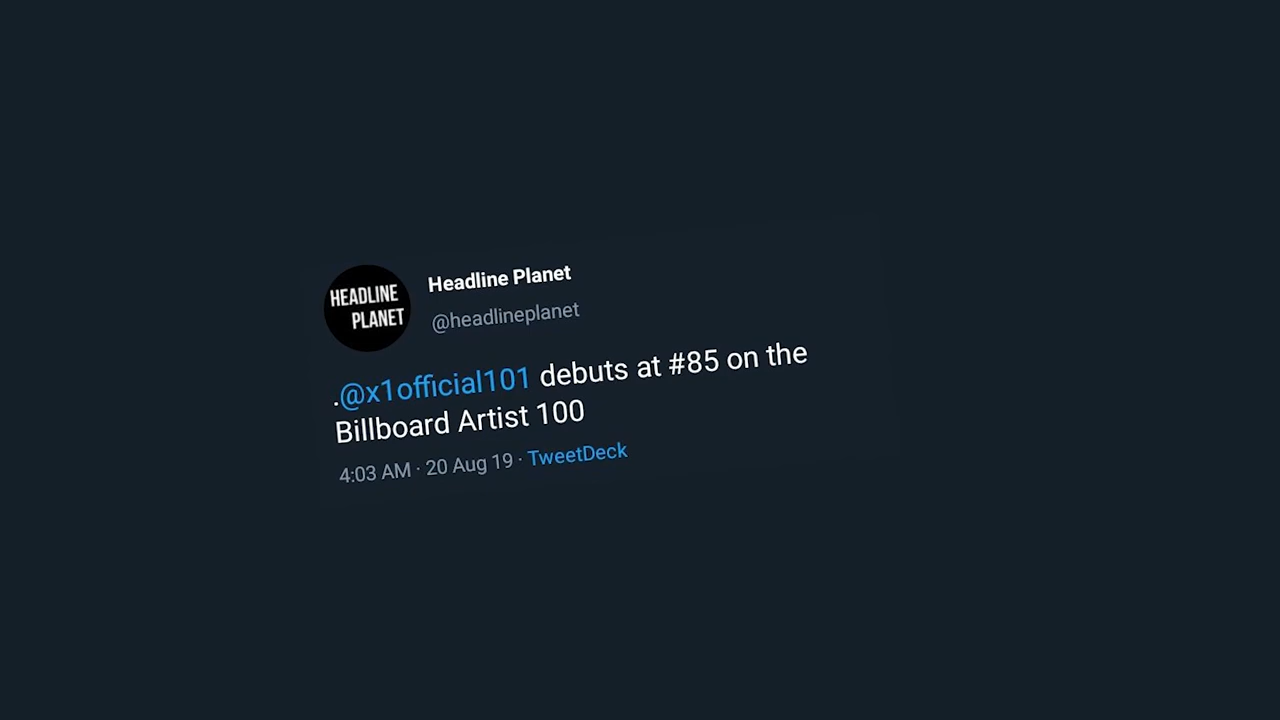 HEADLINE
PLANET
Headline Planet
@headlineplanet
.@x1official101 debuts at #85 on the
Billboard Artist 100
4:03 AM · 20 Aug 19 · TweetDeck